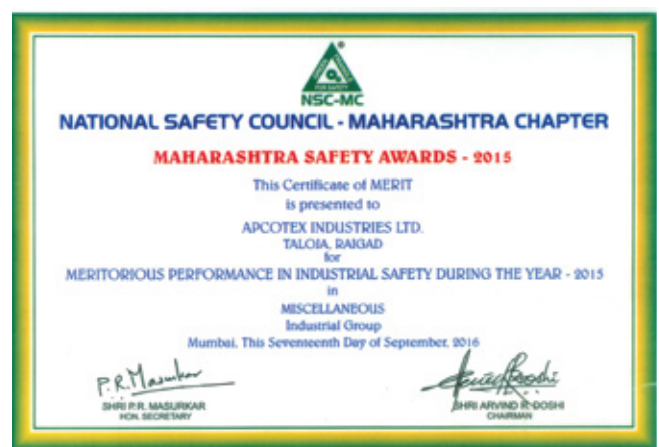 NSC-MC
NATIONAL SAFETY COUNCIL - MAHARASHTRA CHAPTER
MAHARASHTRA SAFETY AWARDS - 2015
This Certificate of MERIT
is presented to
APCOTEX INDUSTRIES LTD.
TALOJA, RAIGAD
for
MERITORIOUS PERFORMANCE IN INDUSTRIAL SAFETY DURING THE YEAR - 2015
in
MISCELLANEOUS
Industrial Group
Mumbai, This Seventeenth Day of September, 2016
P.R.Masurkar
SHRI P.R. MASURKAR
HON. SECRETARY
SHRI ARVIND R. DOSHI
CHAIRMAN